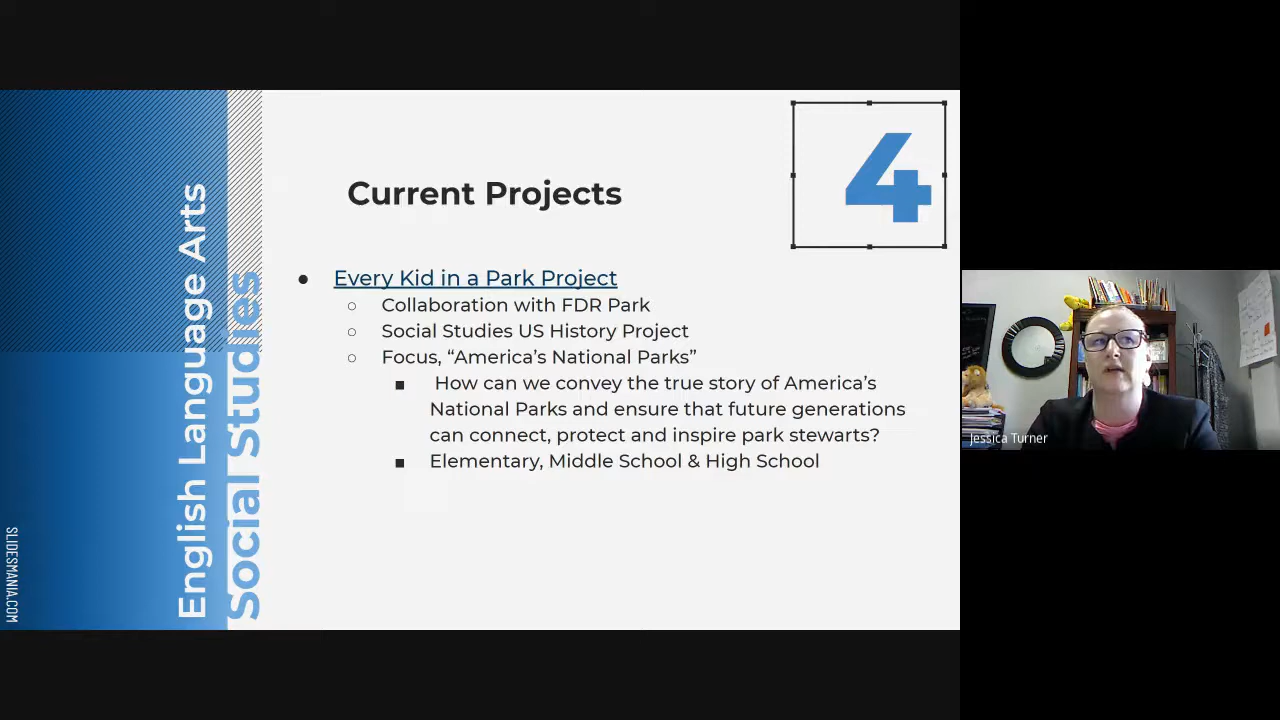 4
Current Projects
● Every Kid in a Park Project
○ Collaboration with FDR Park
○ Social Studies US History Project
○ Focus, “America’s National Parks”
■ How can we convey the true story of America’s
National Parks and ensure that future generations
can connect, protect and inspire park stewarts?
■ Elementary, Middle School & High School
English Language Arts
Social Studies
SLIDESMANIA.COM
Jessica Turner